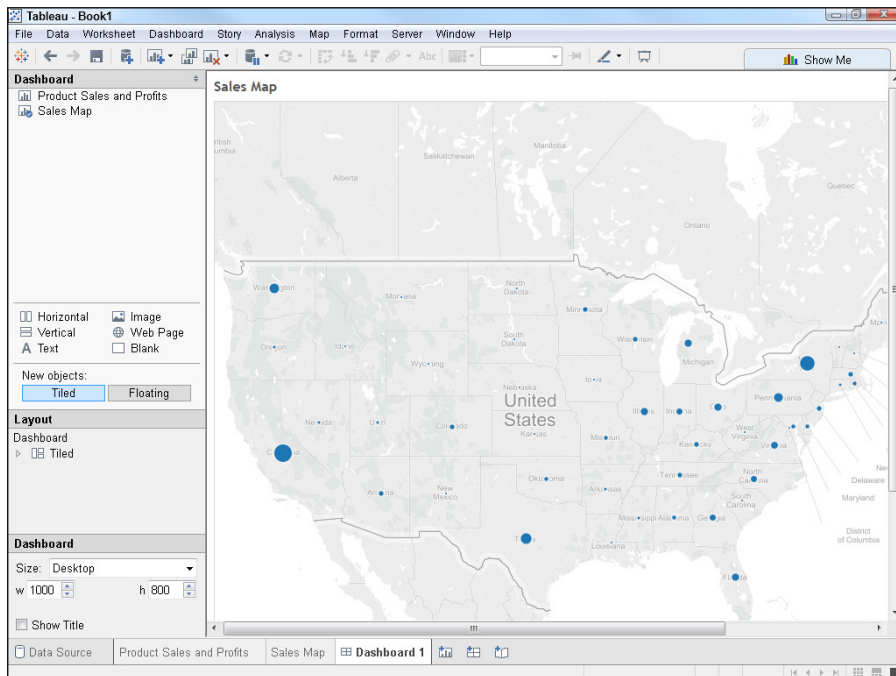 Tableau - Book1
File Data Worksheet Dashboard Story Analysis Map Format Server Window Help
Abc
Show Me
Dashboard
Product Sales and Profits
Sales Map
Horizontal Image
Vertical Web Page
A Text Blank
New objects:
Tiled Floating
Layout
Dashboard
Tiled
Dashboard
Size: Desktop
w 1000 h 800
Show Title
Sales Map
Manitoba
Saskatchewan
Alberta
Quebec
Ontario
Washington
Montana
North
Dakota
Minnesota
Oregon
Idaho
South
Dakota
Wisconsin
Michigan
Wyoming
Iowa
Nebraska
Pennsylvania
United
States
Illinois
Indiana
Ohio
Nevada
Utah
Colorado
Kansas
Missouri
West
Virginia
Virginia
Kentucky
California
Oklahoma
Tennessee
North
Carolina
Arizona
New
Mexico
Arkansas
South
Carolina
Delaware
Maryland
Mississippi Alabama Georgia
District
of Columbia
Texas
Louisiana
Florida
Data Source Product Sales and Profits Sales Map Dashboard 1